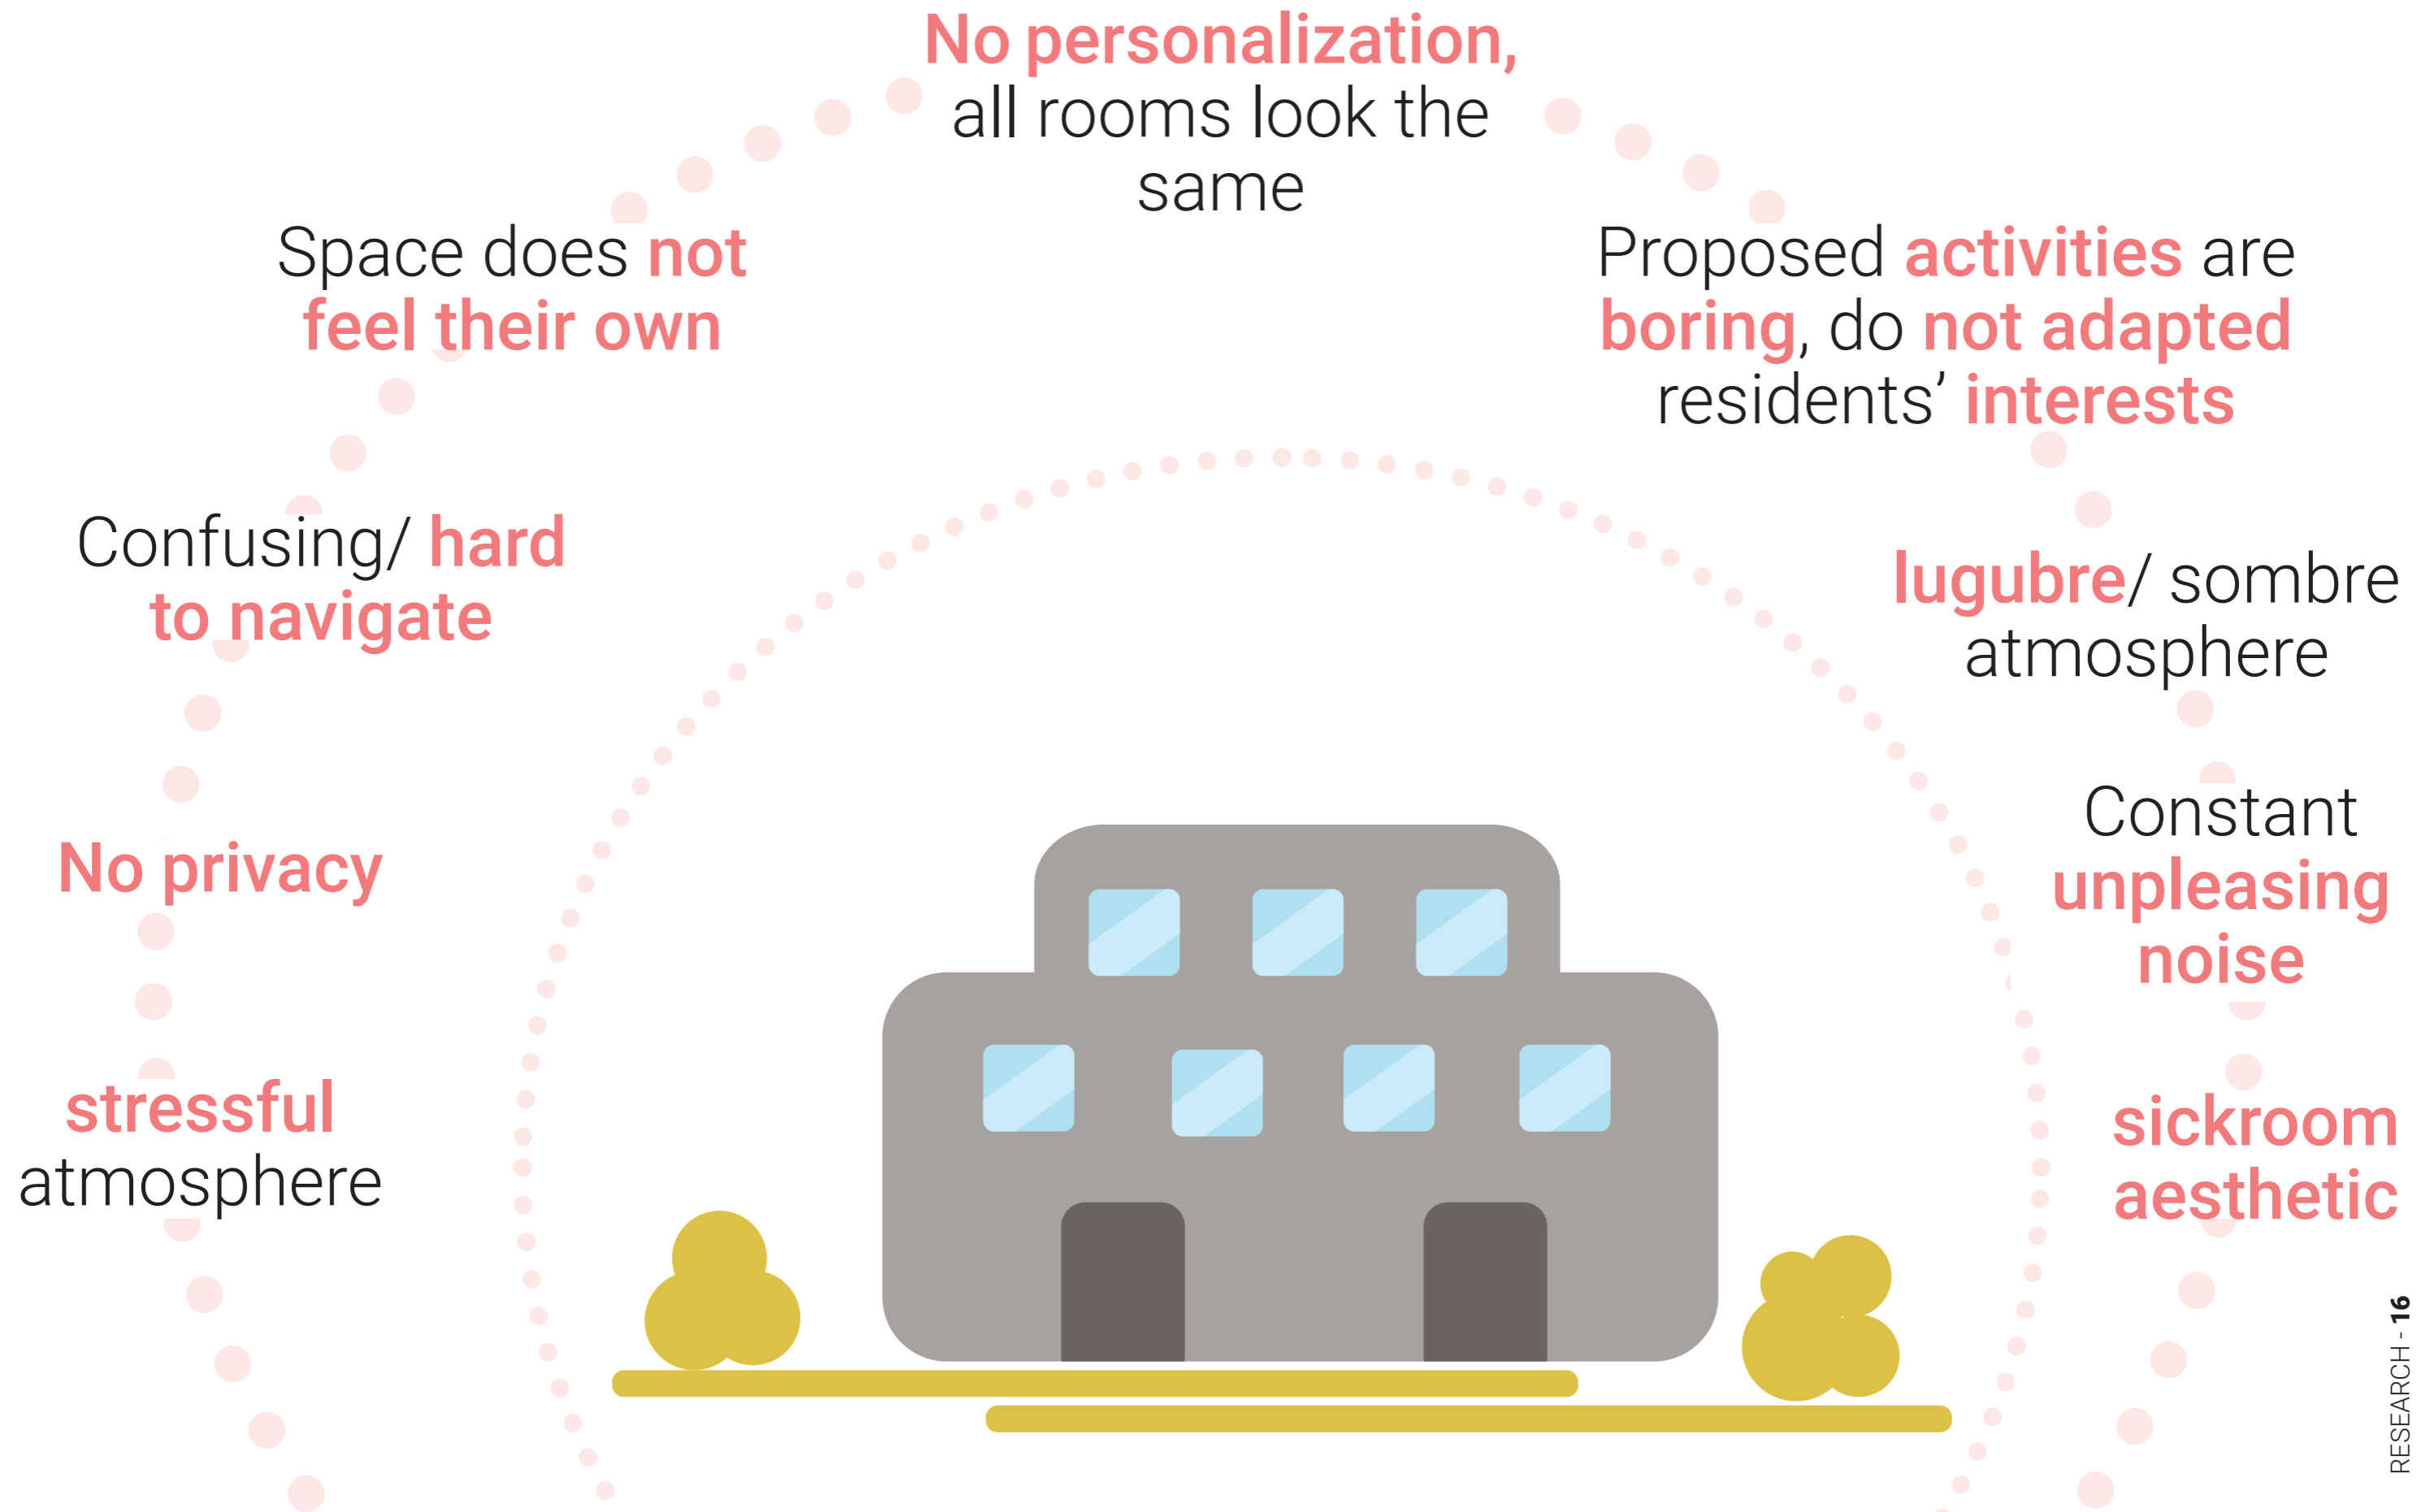 No personalization,
all rooms look the
same
Space does not
feel their own
Proposed activities are
boring, do not adapted
residents’ interests
Confusing/ hard
to navigate
lugubre/ sombre
atmosphere
No privacy
Constant
unpleasing
noise
stressful
atmosphere
sickroom
aesthetic
RESEARCH - 16